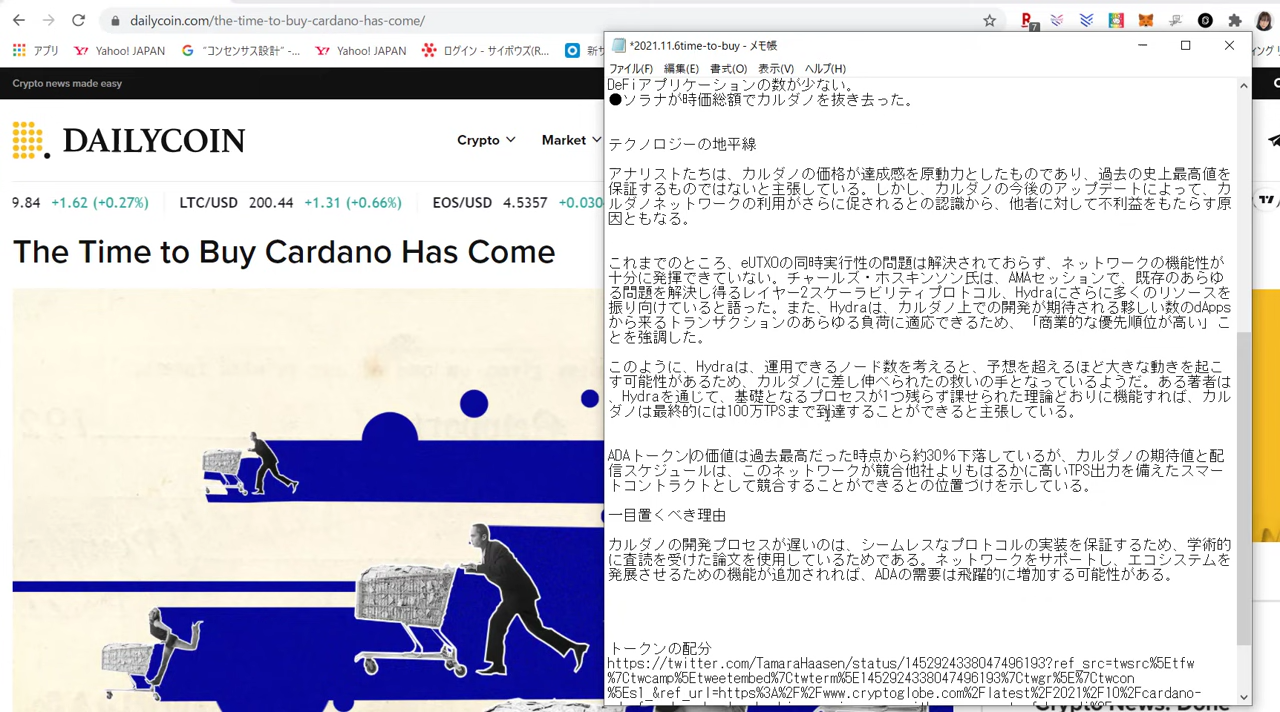 dailycoin.com/the-time-to-buy-cardano-has-come/
7
アプリ
Yahoo! JAPAN
"コンセンサス設計" -...
Yahoo! JAPAN
ログイン - サイボウズ(R...
Crypto news made easy
DAILYCOIN
Crypto
Market
9.84 +1.62 (+0.27%)
LTC/USD 200.44 +1.31 (+0.66%)
EOS/USD 4.5357
The Time to Buy Cardano Has Come
*2021.11.6time-to-buy - メモ帳
ファイル(F) 編集(E) 書式(O) 表示(V) ヘルプ(H)
DeFiアプリケーションの数が少ない。
●ソラナが時価総額でカルダノを抜き去った。
テクノロジーの地平線
アナリストたちは、カルダノの価格が達成感を原動力としたものであり、過去の史上最高値を
保証するものではないと主張している。しかし、カルダノの今後のアップデートによって、カ
ルダノネットワークの利用がさらに促されるとの認識から、他者に対して不利益をもたらす原
因ともなる。
これまでのところ、eUTXOの同時実行性の問題は解決されておらず、ネットワークの機能性が
十分に発揮できていない。チャールズ・ホスキンソン氏は、AMAセッションで、既存のあらゆ
る問題を解決し得るレイヤー2スケーラビリティプロトコル、Hydraにさらに多くのリソースを
振り向けていると語った。また、Hydraは、カルダノ上での開発が期待される夥しい数のdApps
から来るトランザクションのあらゆる負荷に適応できるため、「商業的な優先順位が高い」こ
とを強調した。
このように、Hydraは、運用できるノード数を考えると、予想を超えるほど大きな動きを起こ
す可能性があるため、カルダノに差し伸べられたの救いの手となっているようだ。ある著者は
、Hydraを通じて、基礎となるプロセスが1つ残らず課せられた理論どおりに機能すれば、カル
ダノは最終的には100万TPSまで到達することができると主張している。
ADAトークンの価値は過去最高だった時点から約30％下落しているが、カルダノの期待値と配
信スケジュールは、このネットワークが競合他社よりもはるかに高いTPS出力を備えたスマー
トコントラクトとして競合することができるとの位置づけを示している。
一目置くべき理由
カルダノの開発プロセスが遅いのは、シームレスなプロトコルの実装を保証するため、学術的
に査読を受けた論文を使用しているためである。ネットワークをサポートし、エコシステムを
発展させるための機能が追加されれば、ADAの需要は飛躍的に増加する可能性がある。
トークンの配分
https://twitter.com/TamaraHaasen/status/1452924338047496193?ref_src=twsrc%5Etfw
%7Ctwcamp%5Etweetembed%7Ctwterm%5E1452924338047496193%7Ctwgr%5E%7Ctwcon
%5Es1_&ref_url=https%3A%2F%2Fwww.cryptoglobe.com%2Flatest%2F2021%2F10%2Fcardano-